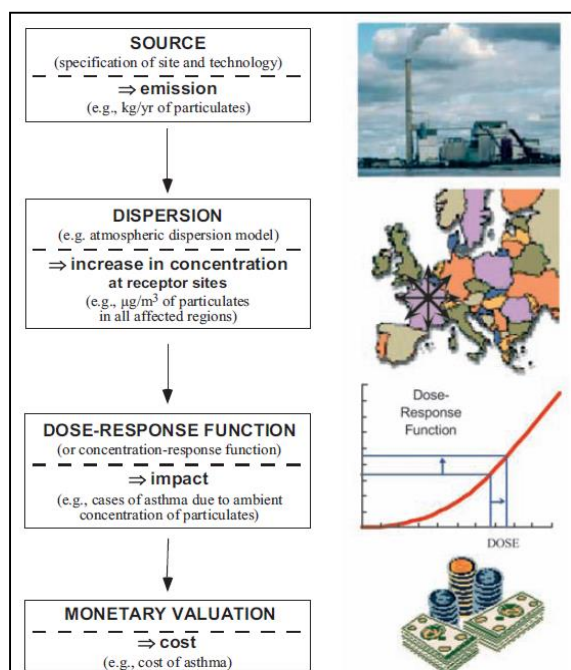 SOURCE
(specification of site and technology)
⇒ emission
(e.g., kg/yr of particulates)
DISPERSION
(e.g. atmospheric dispersion model)
⇒ increase in concentration
at receptor sites
(e.g., µg/m³ of particulates
in all affected regions)
DOSE-RESPONSE FUNCTION
(or concentration-response function)
⇒ impact
(e.g., cases of asthma due to ambient
concentration of particulates)
MONETARY VALUATION
⇒ cost
(e.g., cost of asthma)
Dose-
Response
Function
DOSE